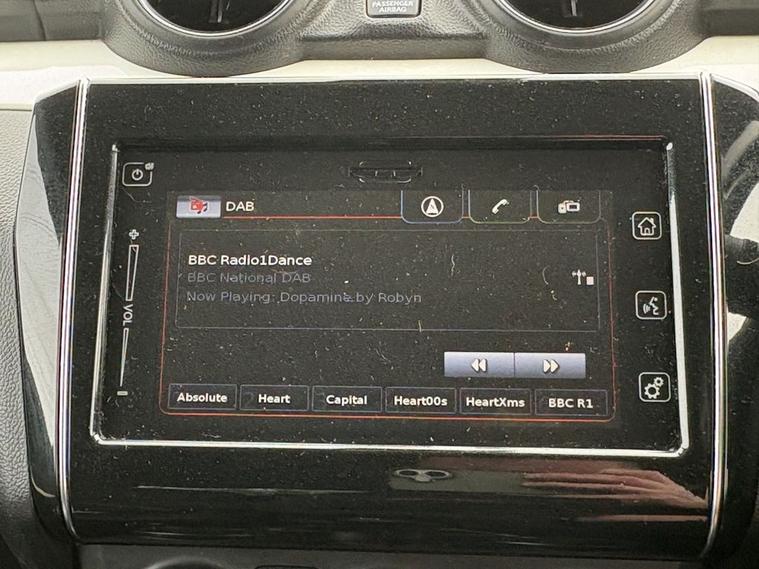 PASSENGER
AIRBAG
DAB
BBC Radio1Dance
BBC National DAB
Now Playing: Dopamine by Robyn
+
VOL
-
Absolute
Heart
Capital
Heart00s
HeartXms
BBC R1